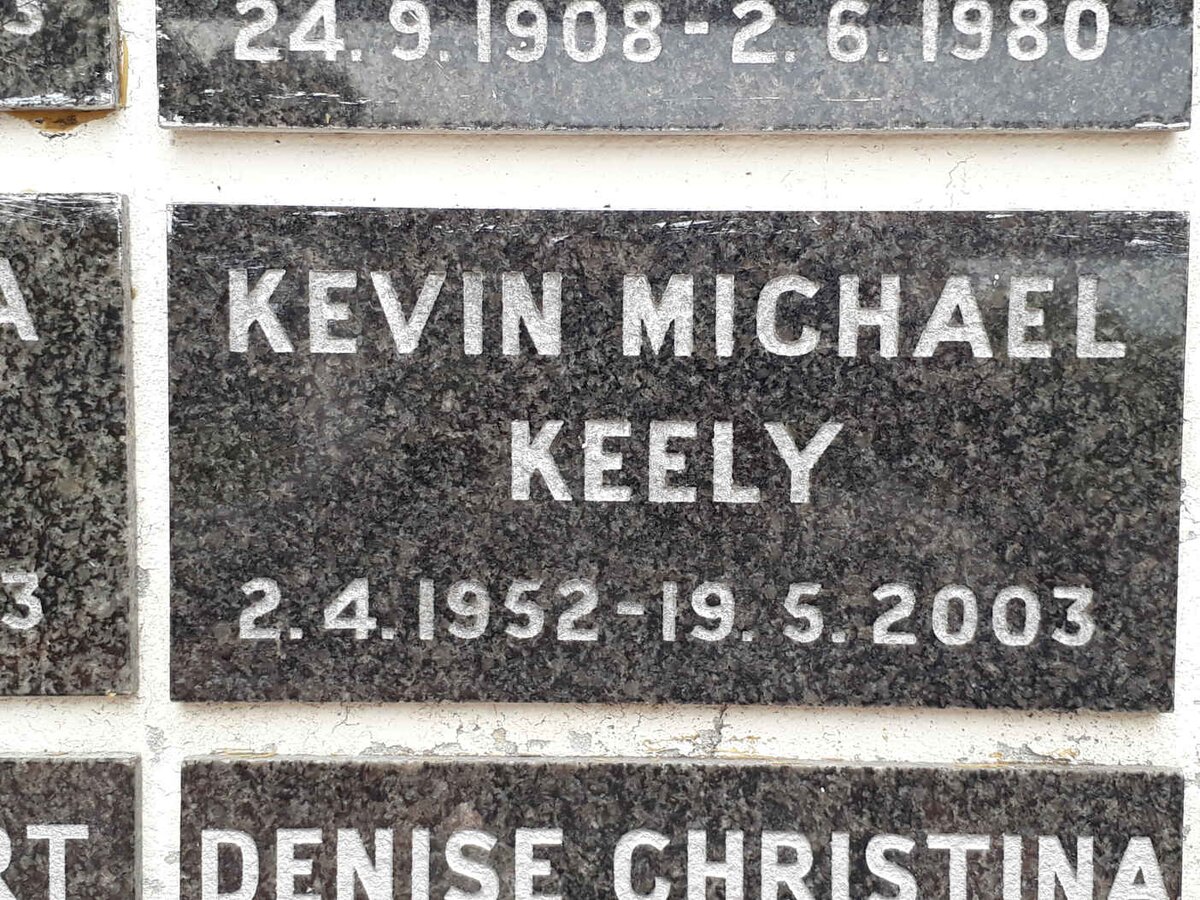 24. 9. 1908-2. 6. 1980
KEVIN MICHAEL
KEELY
2. 4. 1952-19. 5. 2003
DENISE CHRISTINA